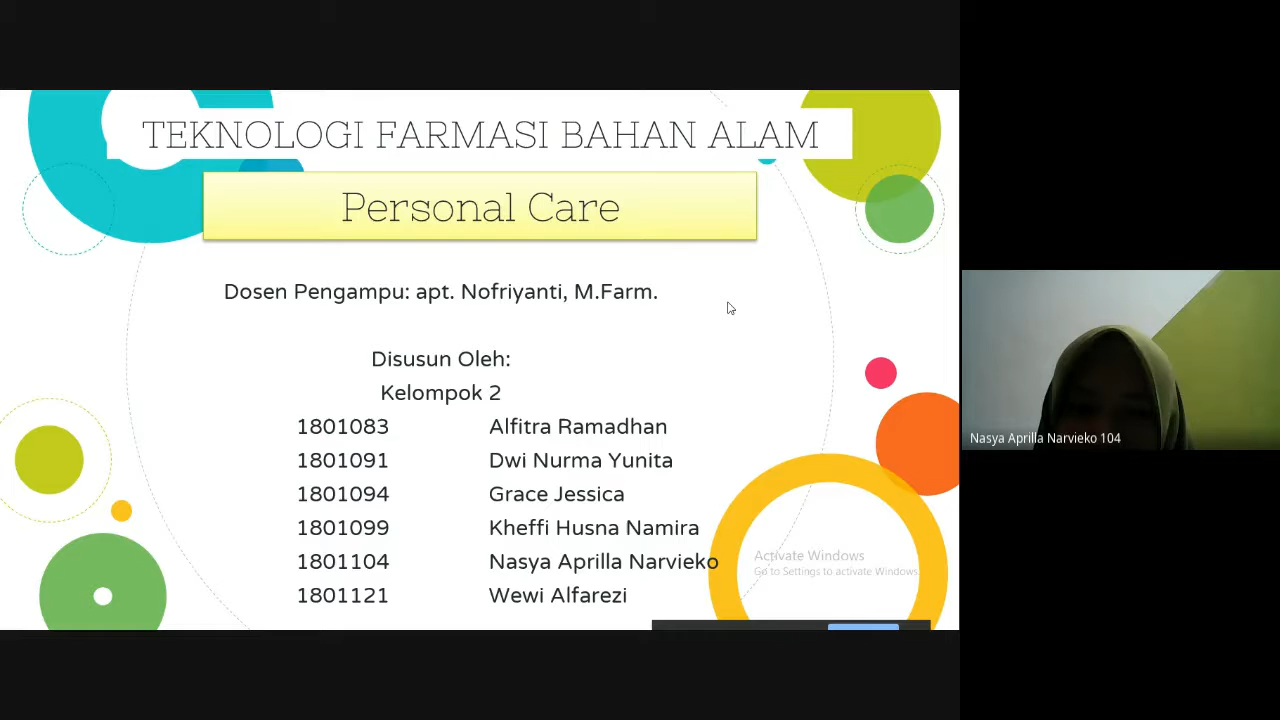 TEKNOLOGI FARMASI BAHAN ALAM
Personal Care
Dosen Pengampu: apt. Nofriyanti, M.Farm.
Disusun Oleh:
Kelompok 2
1801083 Alfitra Ramadhan
1801091 Dwi Nurma Yunita
1801094 Grace Jessica
1801099 Kheffi Husna Namira
1801104 Nasya Aprilla Narvieko
1801121 Wewi Alfarezi
Activate Windows
Go to Settings to activate Windows.
Nasya Aprilla Narvieko 104